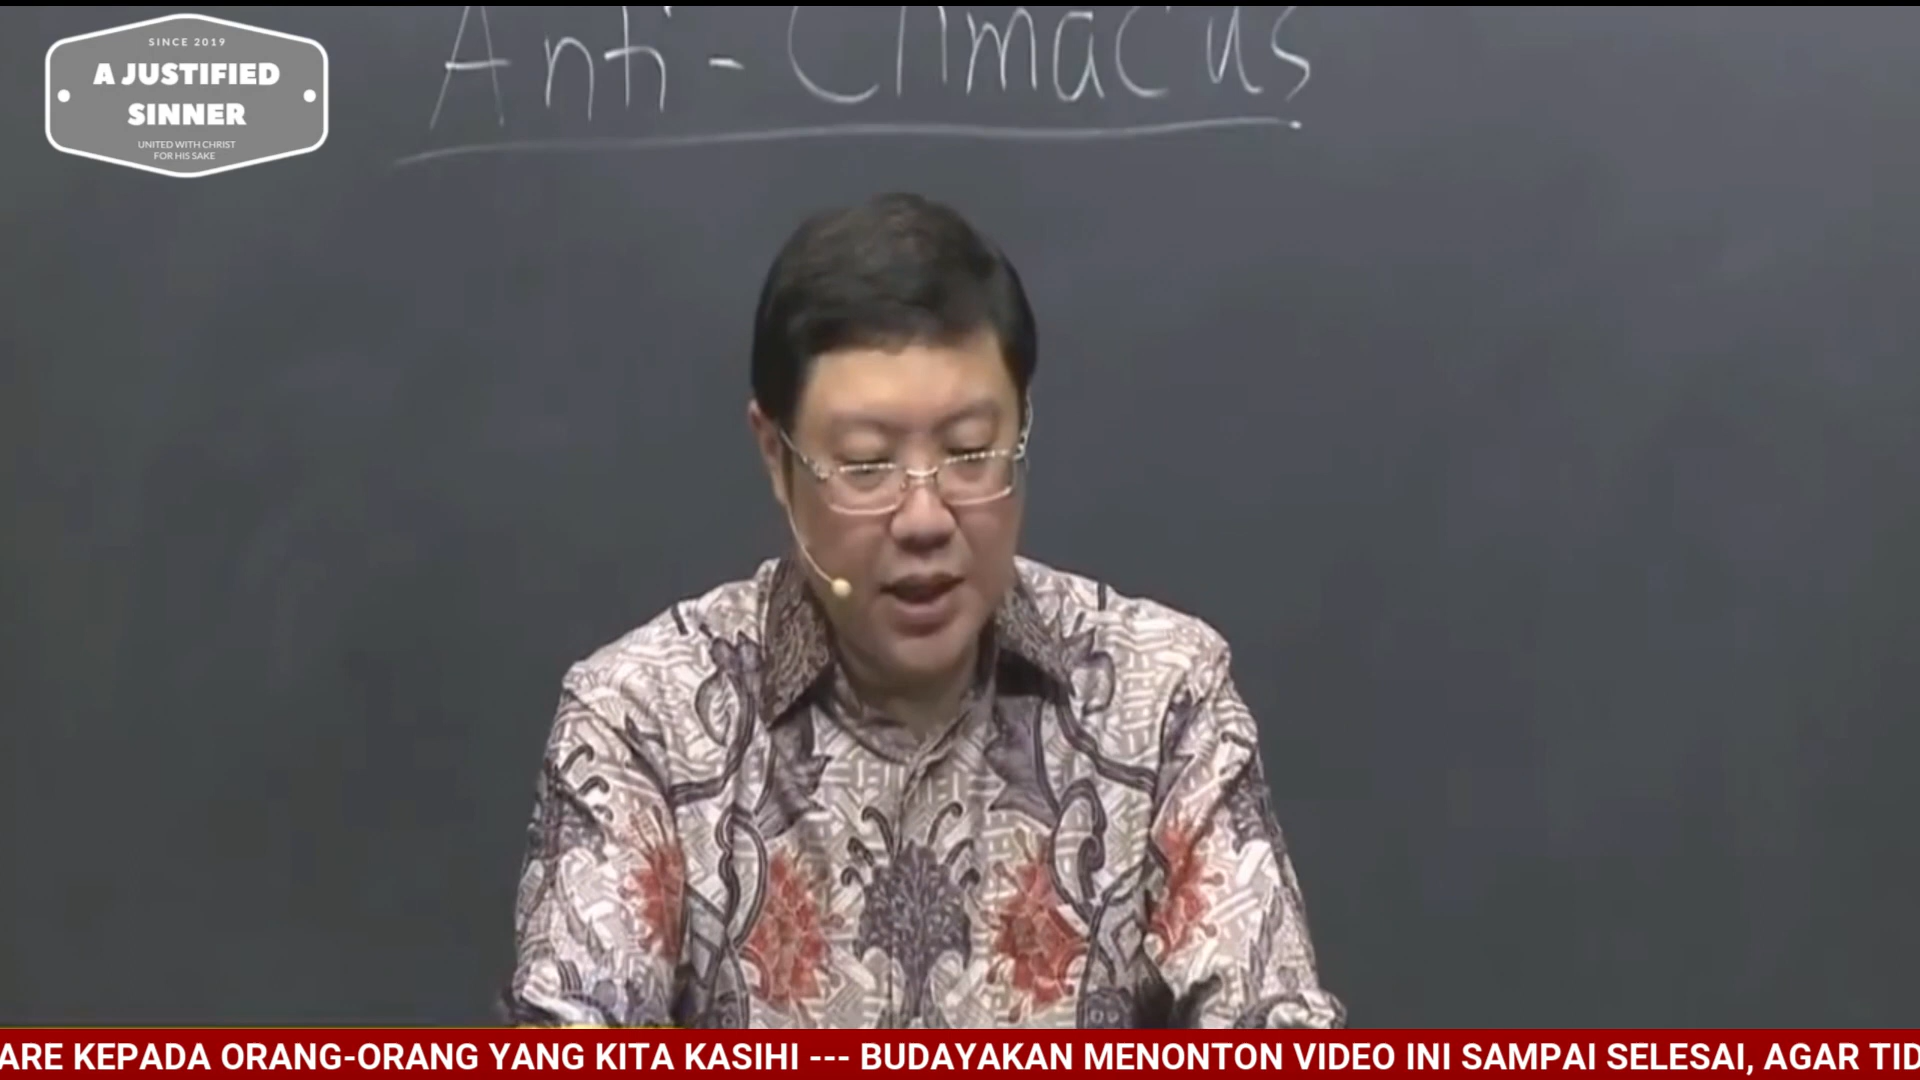 Anti-Climacus
SINCE 2019
A JUSTIFIED
SINNER
UNITED WITH CHRIST
FOR HIS SAKE
ARE KEPADA ORANG-ORANG YANG KITA KASIHI --- BUDAYAKAN MENONTON VIDEO INI SAMPAI SELESAI, AGAR TID